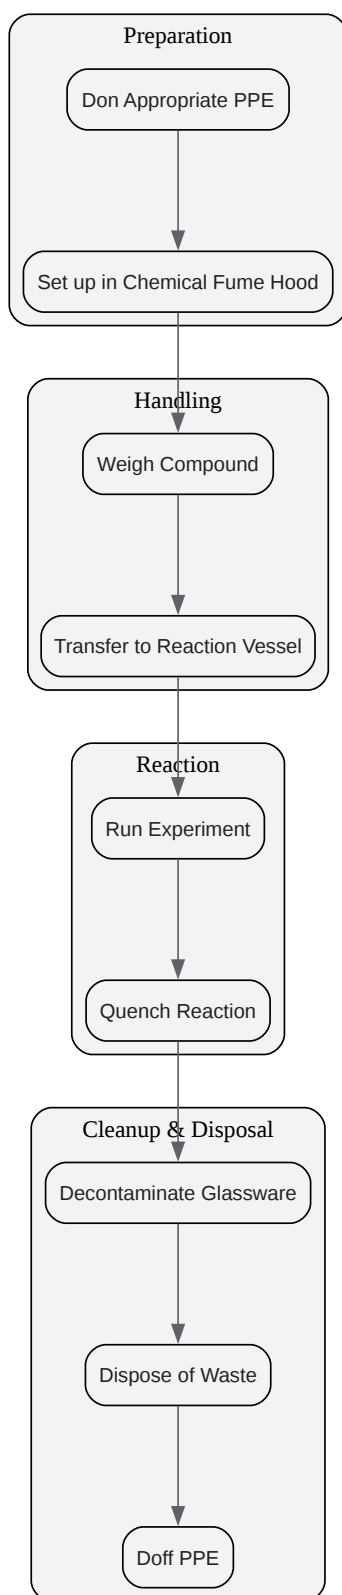 Preparation
Don Appropriate PPE
Set up in Chemical Fume Hood
Handling
Weigh Compound
Transfer to Reaction Vessel
Reaction
Run Experiment
Quench Reaction
Cleanup & Disposal
Decontaminate Glassware
Dispose of Waste
Doff PPE